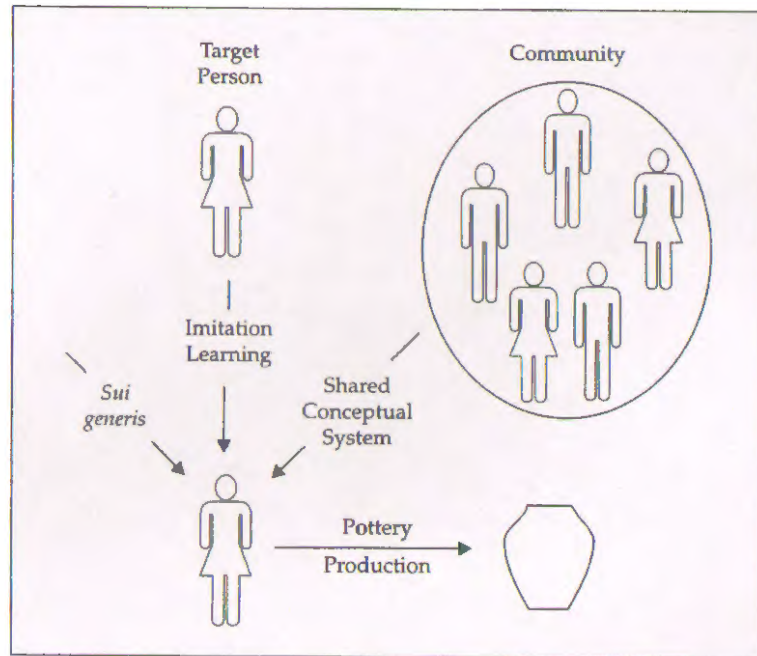 Target
Person
Community
Imitation
Learning
Sui
generis
Shared
Conceptual
System
Pottery
Production